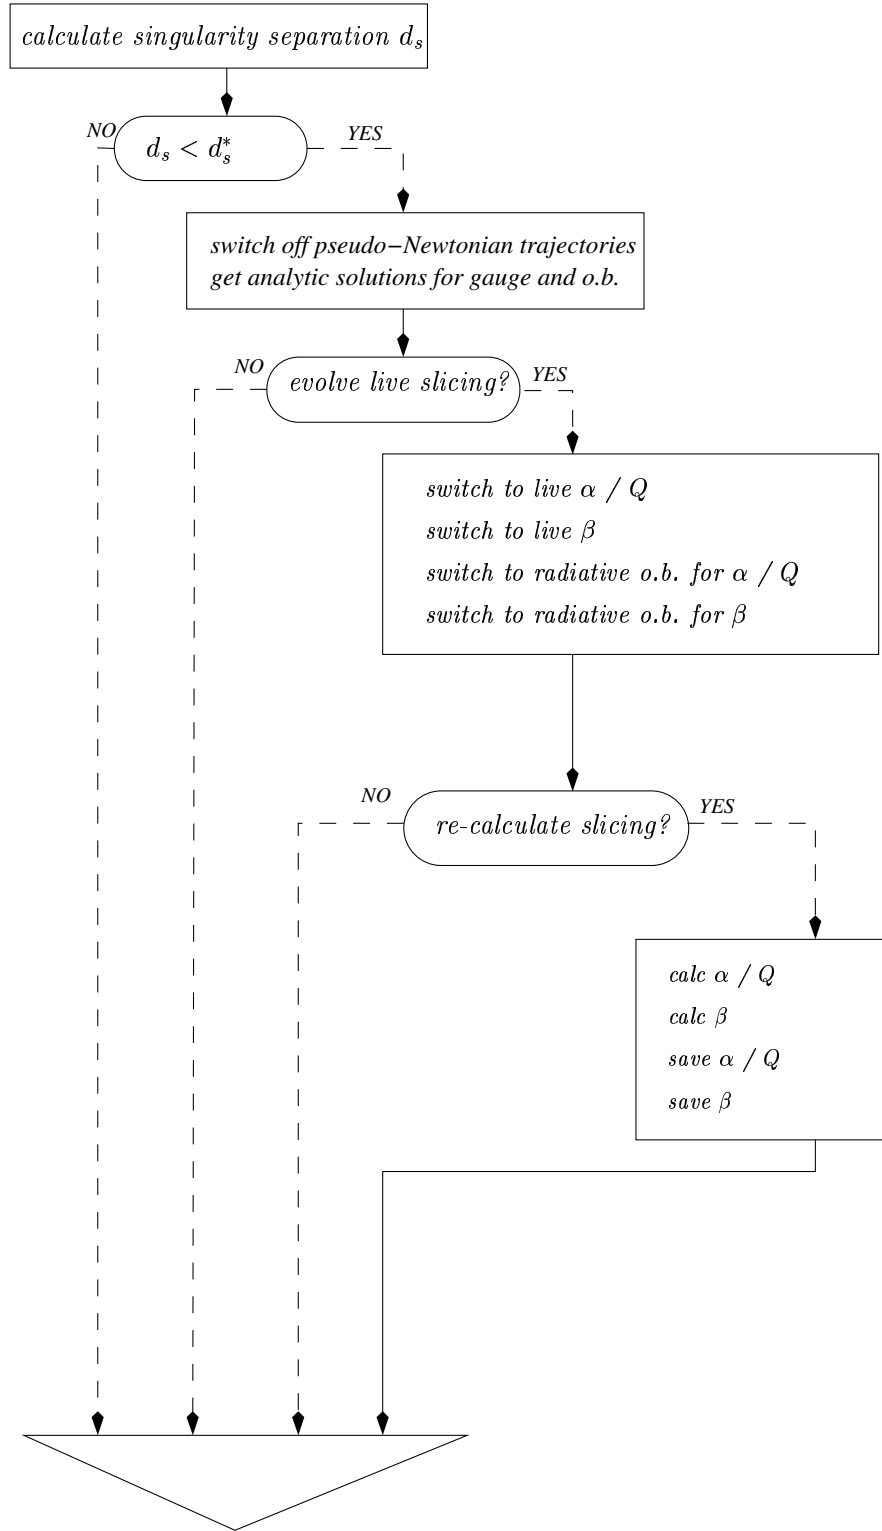 calculate singularity separation d_s
NO
YES
d_s < d_s^*
switch off pseudo−Newtonian trajectories
get analytic solutions for gauge and o.b.
NO
YES
evolve live slicing?
switch to live α / Q
switch to live β
switch to radiative o.b. for α / Q
switch to radiative o.b. for β
NO
YES
re-calculate slicing?
calc α / Q
calc β
save α / Q
save β